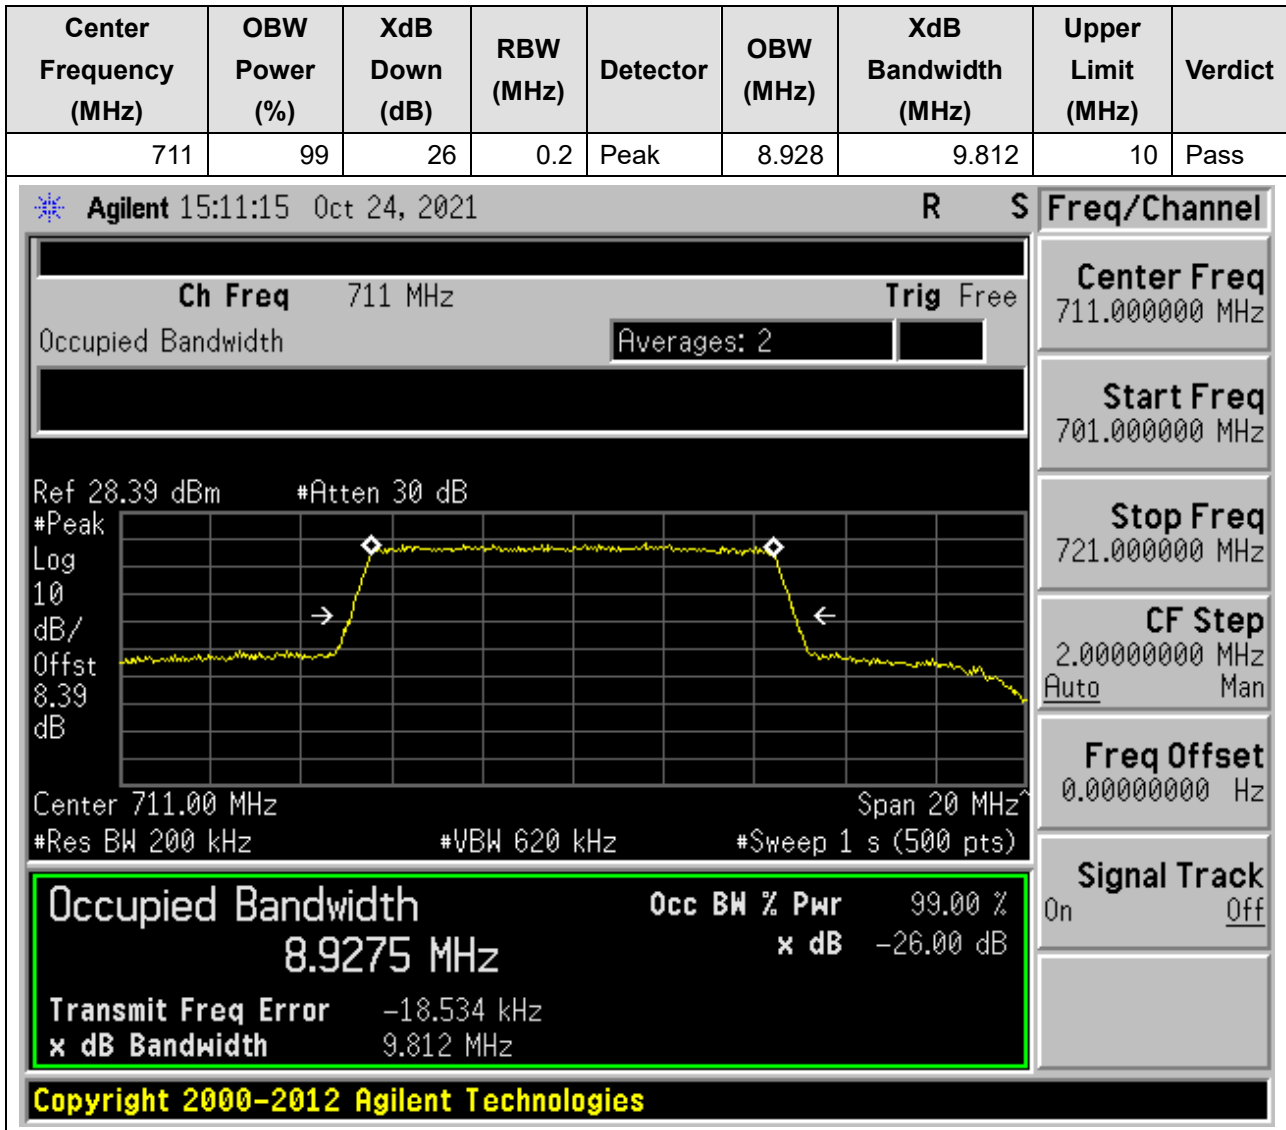 Center Frequency (MHz) OBW Power (%) XdB Down (dB) RBW (MHz) Detector OBW (MHz) XdB Bandwidth (MHz) Upper Limit (MHz) Verdict
711 99 26 0.2 Peak 8.928 9.812 10 Pass
Agilent 15:11:15 Oct 24, 2021 R S
Freq/Channel
Ch Freq 711 MHz Trig Free
Occupied Bandwidth Averages: 2
Center Freq
711.000000 MHz
Start Freq
701.000000 MHz
Stop Freq
721.000000 MHz
CF Step
2.00000000 MHz
Auto Man
Freq Offset
0.00000000 Hz
Signal Track
On Off
Ref 28.39 dBm #Atten 30 dB
#Peak
Log
10
dB/
Offst
8.39
dB
Center 711.00 MHz Span 20 MHz^
#Res BW 200 kHz #VBW 620 kHz #Sweep 1 s (500 pts)
Occupied Bandwidth Occ BW % Pwr 99.00 %
8.9275 MHz x dB -26.00 dB
Transmit Freq Error -18.534 kHz
x dB Bandwidth 9.812 MHz
Copyright 2000-2012 Agilent Technologies